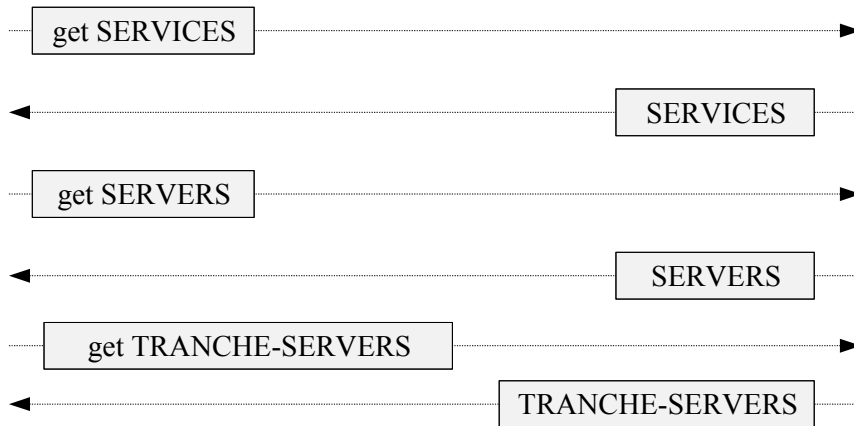 get SERVICES
SERVICES
get SERVERS
SERVERS
get TRANCHE-SERVERS
TRANCHE-SERVERS